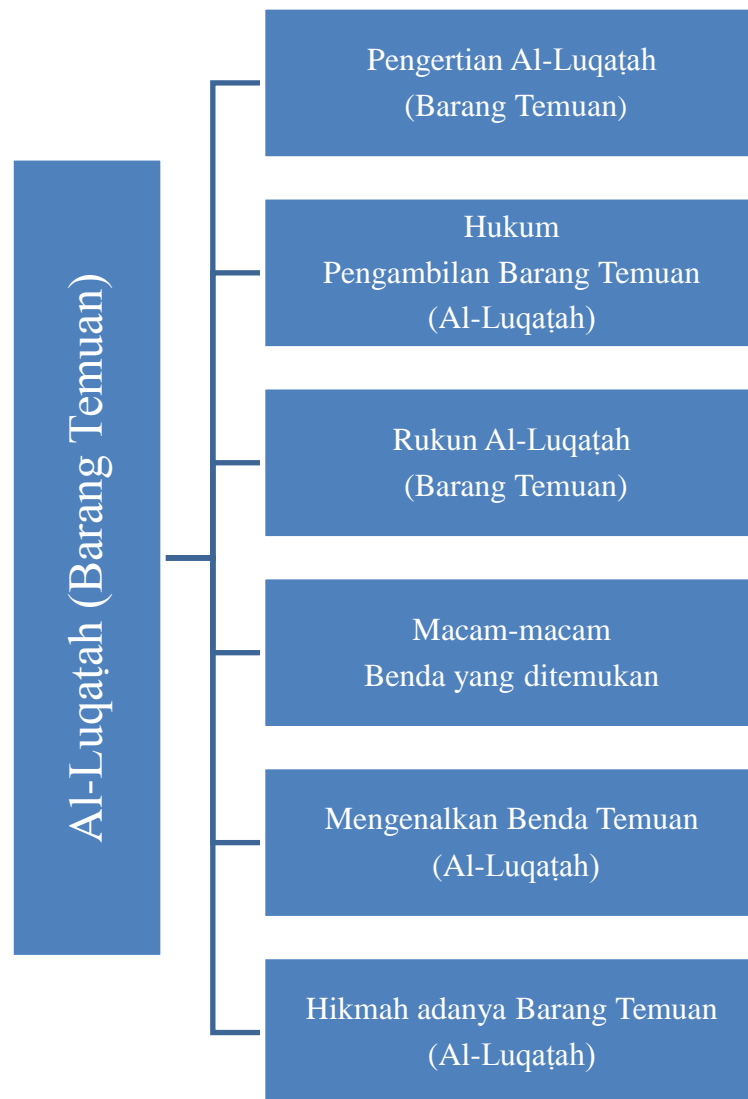 Al-Luqaṭah (Barang Temuan)
Pengertian Al-Luqaṭah
(Barang Temuan)
Hukum
Pengambilan Barang Temuan
(Al-Luqaṭah)
Rukun Al-Luqaṭah
(Barang Temuan)
Macam-macam
Benda yang ditemukan
Mengenalkan Benda Temuan
(Al-Luqaṭah)
Hikmah adanya Barang Temuan
(Al-Luqaṭah)